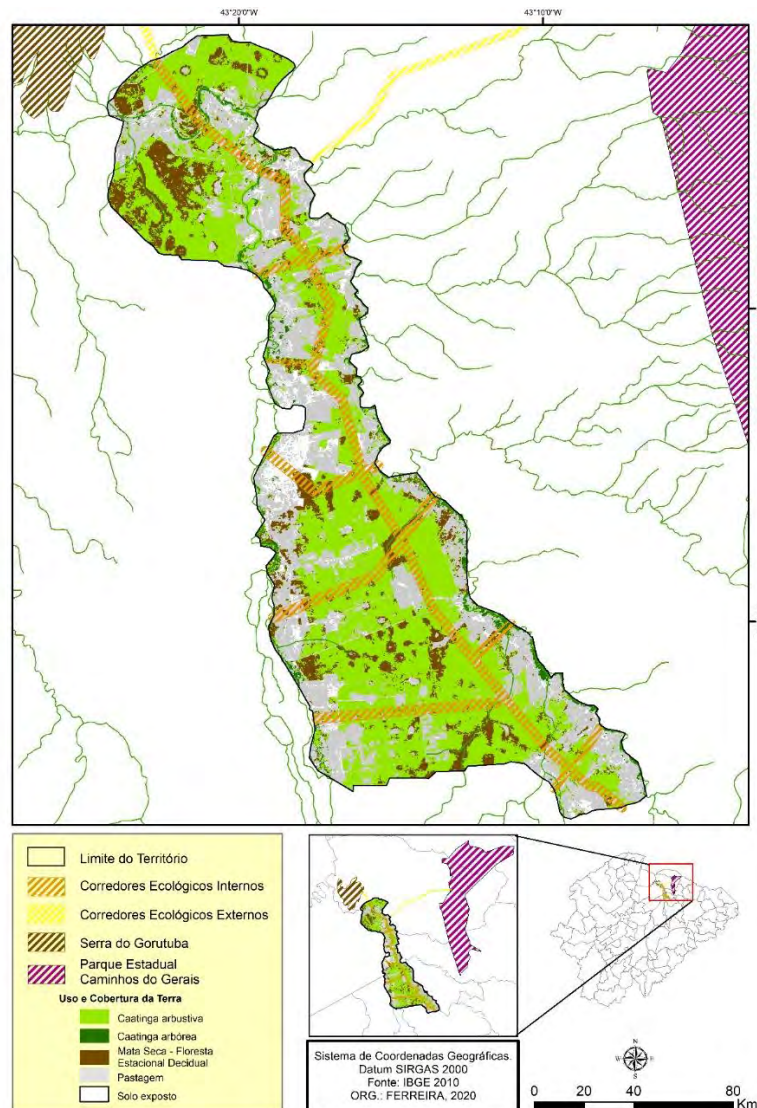 43°20'0"W
43°10'0"W
Limite do Território
Corredores Ecológicos Internos
Corredores Ecológicos Externos
Serra do Gorutuba
Parque Estadual
Caminhos do Gerais
Uso e Cobertura da Terra
Caatinga arbustiva
Caatinga arbórea
Mata Seca - Floresta
Estacional Decidual
Pastagem
Solo exposto
Sistema de Coordenadas Geográficas.
Datum SIRGAS 2000
Fonte: IBGE 2010
ORG.: FERREIRA, 2020
N
W
E
S
0 20 40 60 80
Km